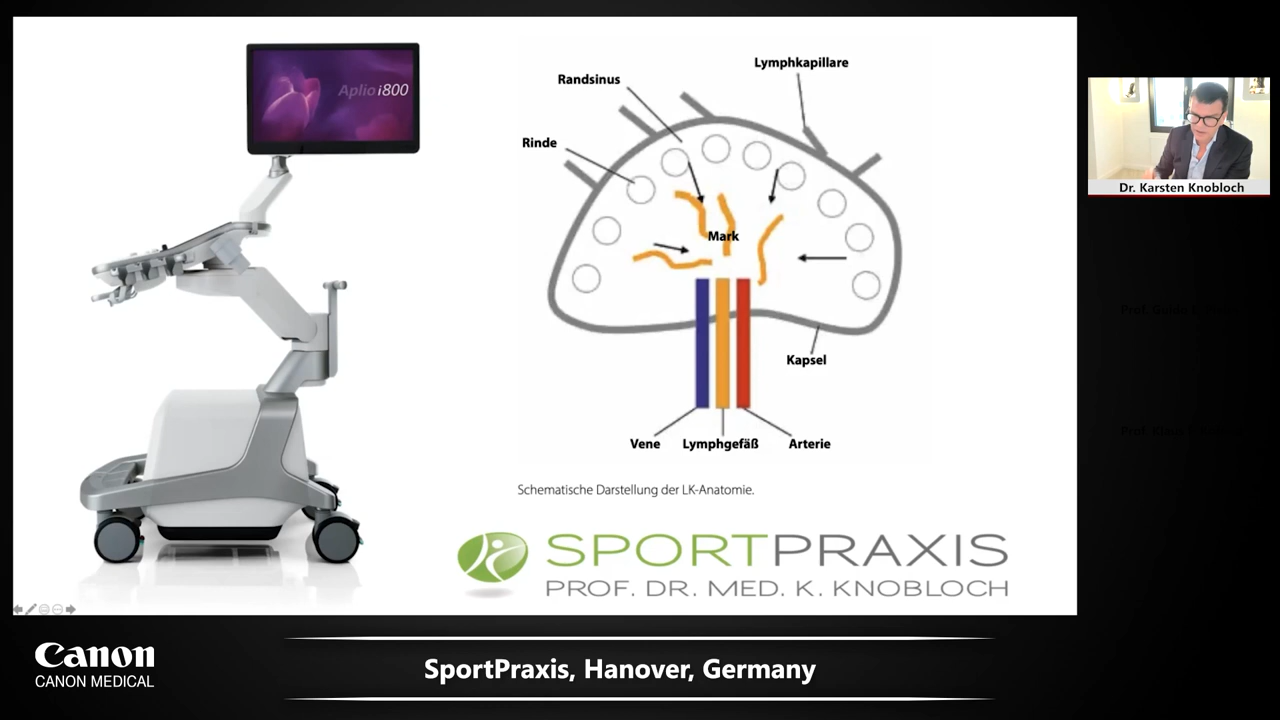 Aplio i800
Lymphkapillare
Randsinus
Rinde
Mark
Kapsel
Vene
Lymphgefäß
Arterie
Schematische Darstellung der LK-Anatomie.
SPORTPRAXIS
PROF. DR. MED. K. KNOBLOCH
Dr. Karsten Knobloch
Canon
CANON MEDICAL
SportPraxis, Hanover, Germany